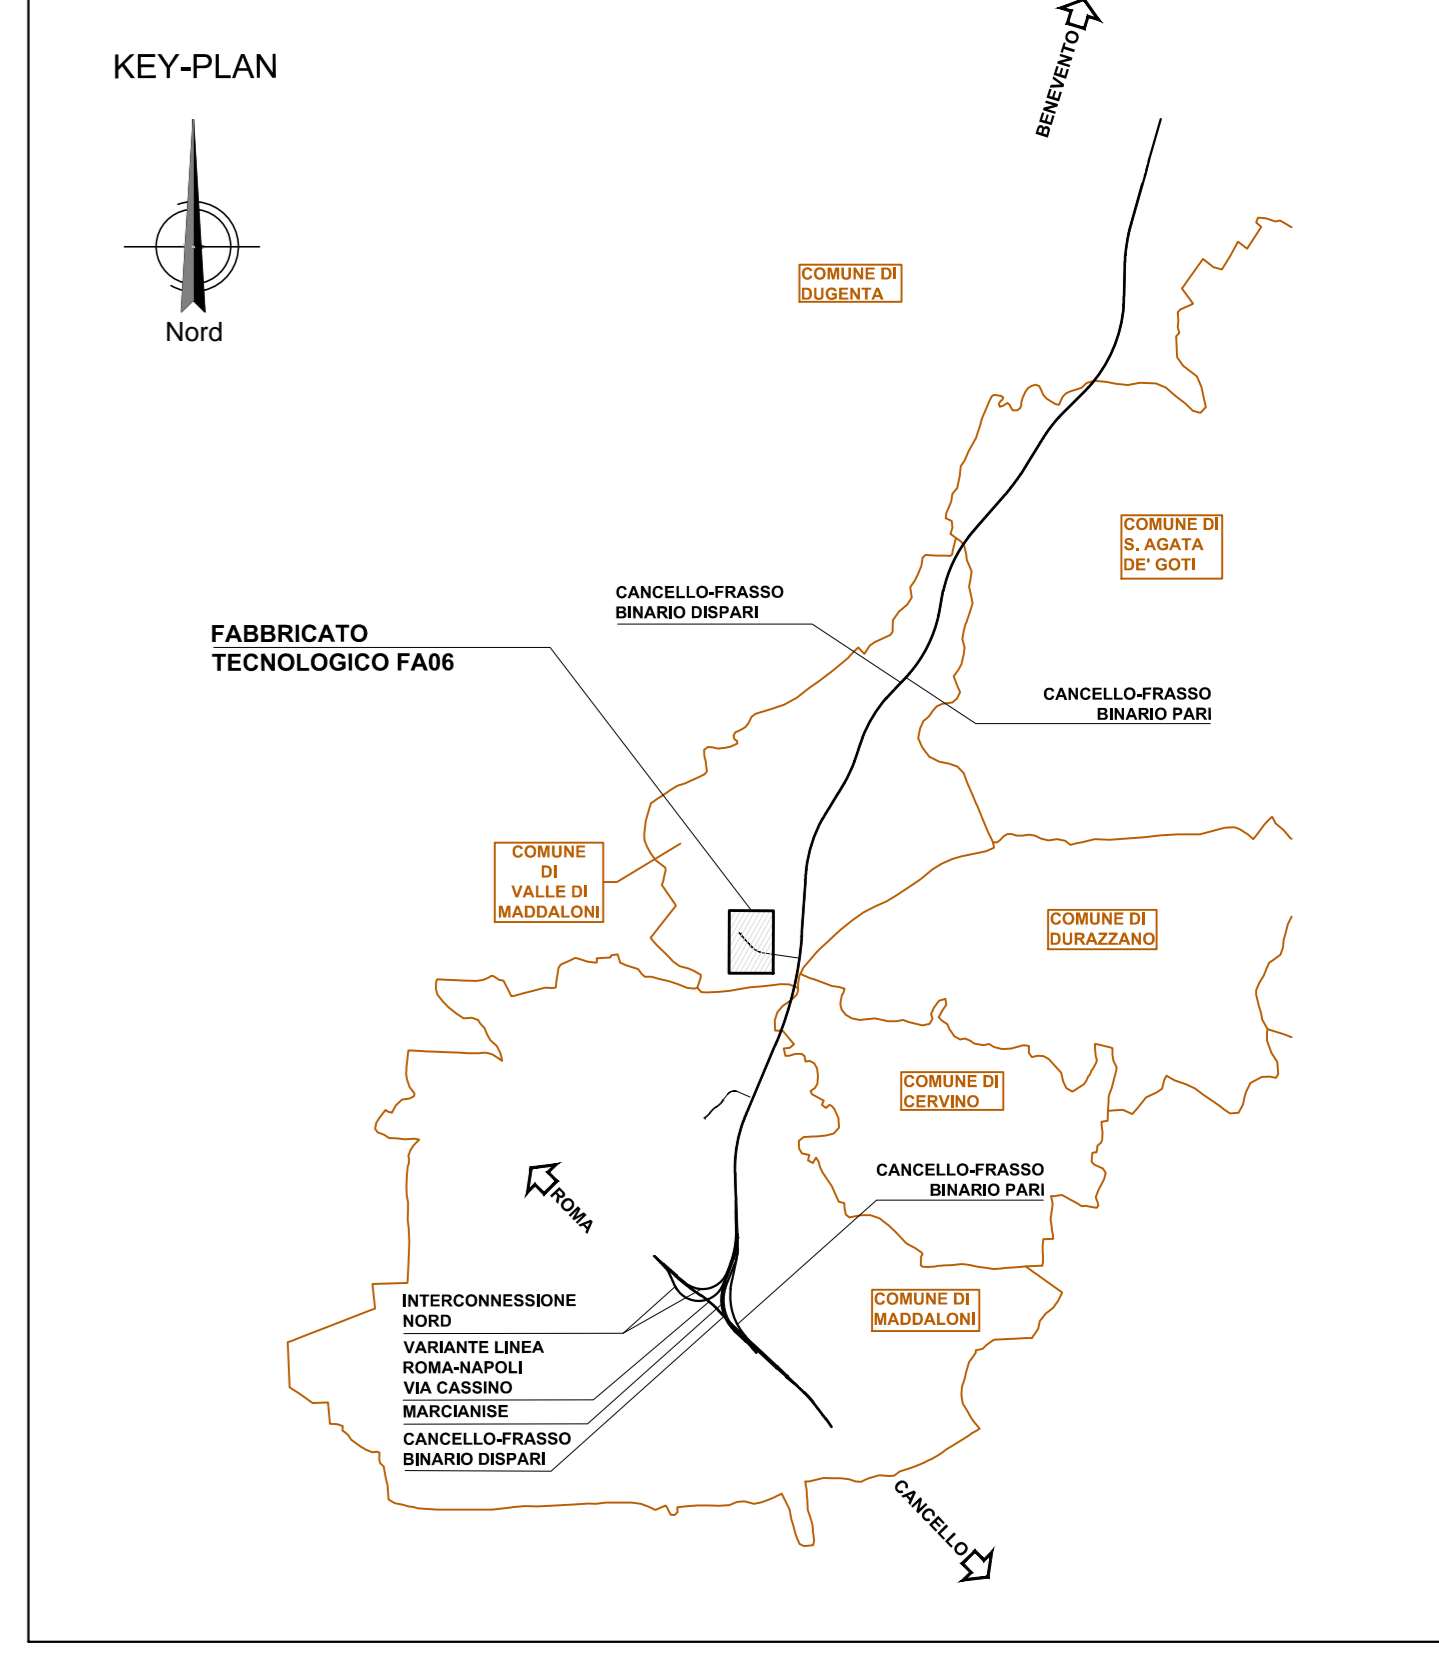 BENEVENTO
KEY-PLAN
Nord
COMUNE DI
DUGENTA
COMUNE DI
S. AGATA
DE' GOTI
CANCELLO-FRASSO
BINARIO DISPARI
FABBRICATO
TECNOLOGICO FA06
CANCELLO-FRASSO
BINARIO PARI
COMUNE
DI
VALLE DI
MADDALONI
COMUNE DI
DURAZZANO
COMUNE DI
CERVINO
CANCELLO-FRASSO
BINARIO PARI
ROMA
INTERCONNESSIONE
NORD
COMUNE DI
MADDALONI
VARIANTE LINEA
ROMA-NAPOLI
VIA CASSINO
MARCIANISE
CANCELLO-FRASSO
BINARIO DISPARI
CANCELLO